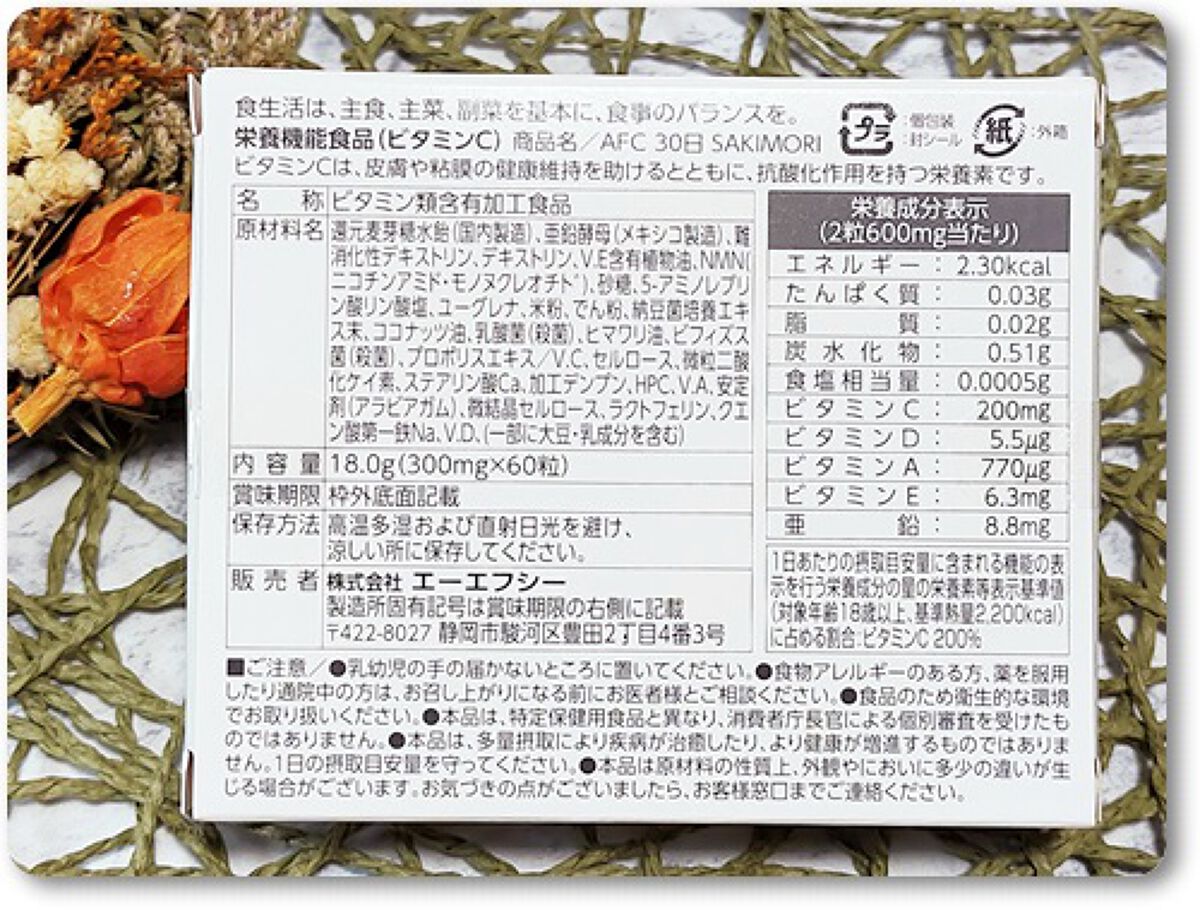 食生活は、主食、主菜、副菜を基本に、食事のバランスを。
栄養機能食品(ビタミンC) 商品名／AFC 30日 SAKIMORI
プラ :個包装 :封シール 紙 :外箱
ビタミンCは、皮膚や粘膜の健康維持を助けるとともに、抗酸化作用を持つ栄養素です。
名称 ビタミン類含有加工食品
原材料名 還元麦芽糖水飴(国内製造)、亜鉛酵母(メキシコ製造)、難
消化性デキストリン、デキストリン、V.E含有植物油、NMN(
ニコチンアミド・モノヌクレオチド)、砂糖、5-アミノレブリ
ン酸リン酸塩、ユーグレナ、米粉、でん粉、納豆菌培養エキ
ス末、ココナッツ油、乳酸菌(殺菌)、ヒマワリ油、ビフィズス
菌(殺菌)、プロポリスエキス／V.C、セルロース、微粒二酸
化ケイ素、ステアリン酸Ca、加工デンプン、HPC、V.A、安定
剤(アラビアガム)、微結晶セルロース、ラクトフェリン、クエ
ン酸第一鉄Na、V.D、(一部に大豆・乳成分を含む)
内容量 18.0g(300mg×60粒)
賞味期限 枠外底面記載
保存方法 高温多湿および直射日光を避け、
涼しい所に保存してください。
販売者 株式会社 エーエフシー
製造所固有記号は賞味期限の右側に記載
〒422-8027 静岡市駿河区豊田2丁目4番3号
栄養成分表示
(2粒600mg当たり)
エネルギー : 2.30kcal
たんぱく質 : 0.03g
脂質 : 0.02g
炭水化物 : 0.51g
食塩相当量 : 0.0005g
ビタミンC : 200mg
ビタミンD : 5.5μg
ビタミンA : 770μg
ビタミンE : 6.3mg
亜鉛 : 8.8mg
1日あたりの摂取目安量に含まれる機能の表
示を行う栄養成分の量の栄養素等表示基準値
(対象年齢18歳以上、基準熱量2,200kcal)
に占める割合:ビタミンC 200%
■ご注意／●乳幼児の手の届かないところに置いてください。●食物アレルギーのある方、薬を服用
したり通院中の方は、お召し上がりになる前にお医者様とご相談ください。●食品のため衛生的な環境
でお取り扱いください。●本品は、特定保健用食品と異なり、消費者庁長官による個別審査を受けたも
のではありません。●本品は、多量摂取により疾病が治癒したり、より健康が増進するものではありま
せん。1日の摂取目安量を守ってください。●本品は原材料の性質上、外観やにおいに多少の違いが生
じる場合がございます。お気づきの点がございましたら、お客様窓口までご連絡ください。